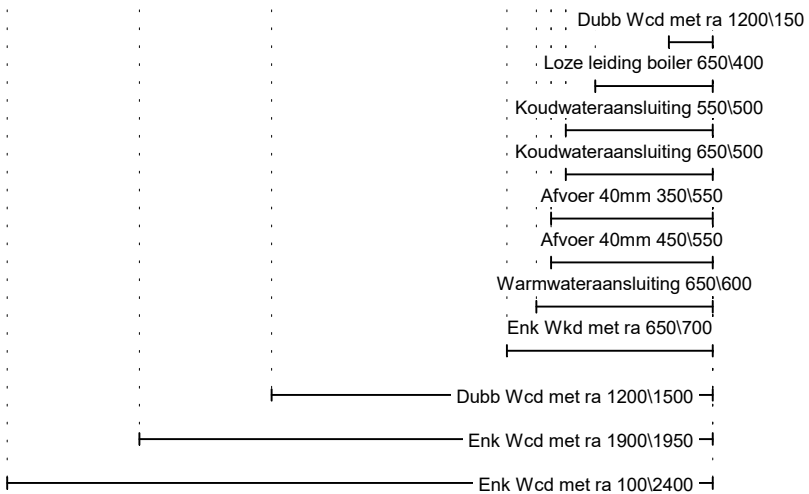 Dubb Wcd met ra 1200\150
Loze leiding boiler 650\400
Koudwateraansluiting 550\500
Koudwateraansluiting 650\500
Afvoer 40mm 350\550
Afvoer 40mm 450\550
Warmwateraansluiting 650\600
Enk Wkd met ra 650\700
Dubb Wcd met ra 1200\1500
Enk Wcd met ra 1900\1950
Enk Wcd met ra 100\2400